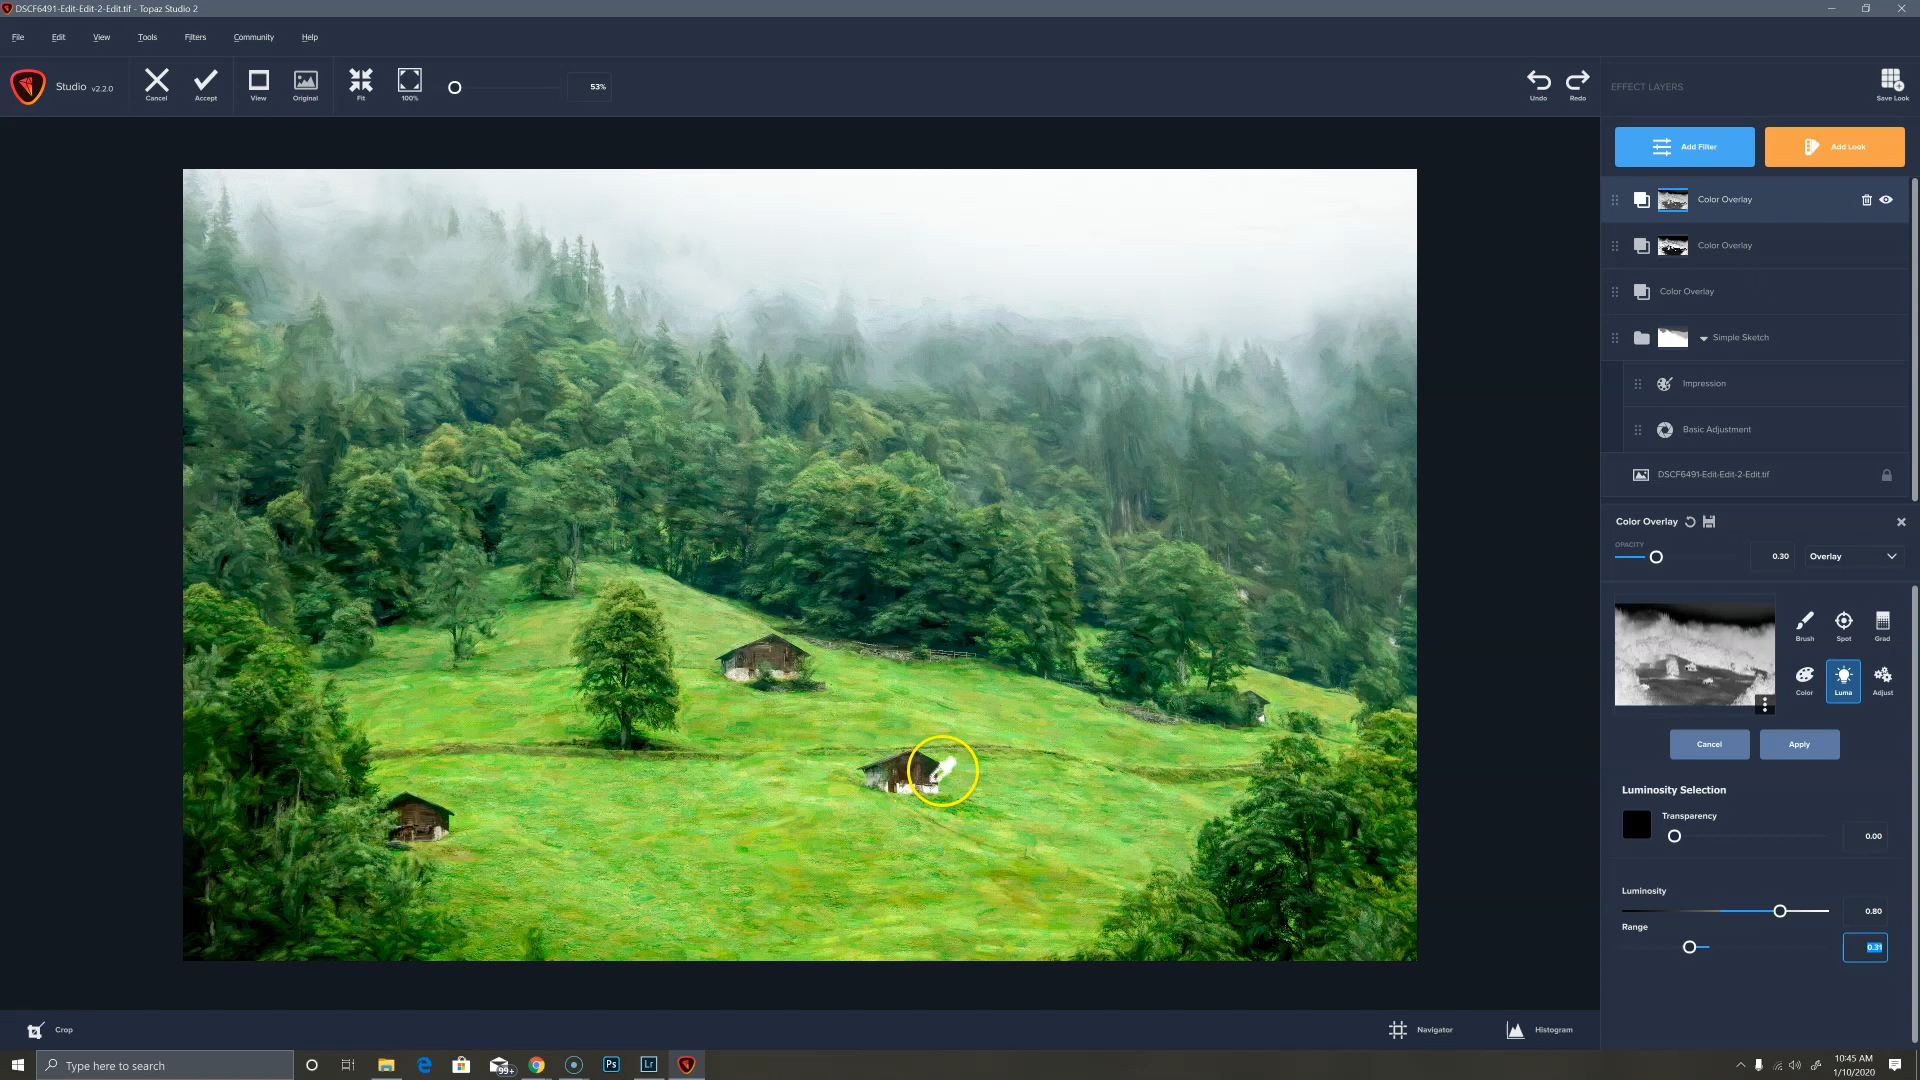 DSCF6491-Edit-Edit-2-Edit.tif - Topaz Studio 2
File Edit View Tools Filters Community Help
Studio v2.2.0
Cancel Accept View Original Fit 100% 53% Undo Redo
EFFECT LAYERS
Save Look
Add Filter Add Look
Color Overlay
Color Overlay
Color Overlay
Simple Sketch
Impression
Basic Adjustment
DSCF6491-Edit-Edit-2-Edit.tif
Color Overlay
OPACITY
0.30 Overlay
Brush Spot Grad
Color Luma Adjust
Cancel Apply
Luminosity Selection
Transparency
0.00
Luminosity
0.80
Range
0.31
Crop Navigator Histogram
Type here to search
99+
Ps
Lr
10:45 AM
1/10/2020